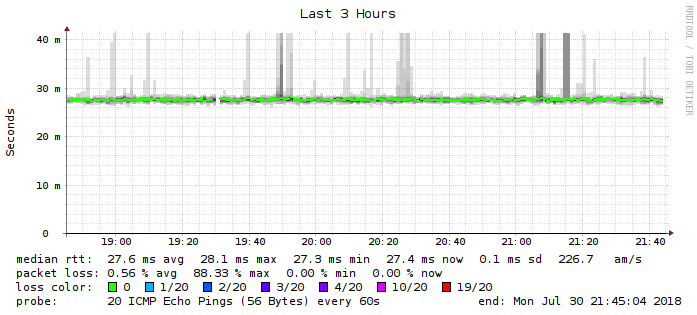 Last 3 Hours
RRDTOOL / TOBI OETIKER
Seconds
40 m
30 m
20 m
10 m
0
19:00 19:20 19:40 20:00 20:20 20:40 21:00 21:20 21:40
median rtt: 27.6 ms avg 28.1 ms max 27.3 ms min 27.4 ms now 0.1 ms sd 226.7 am/s
packet loss: 0.56 % avg 88.33 % max 0.00 % min 0.00 % now
loss color: 0 1/20 2/20 3/20 4/20 10/20 19/20
probe: 20 ICMP Echo Pings (56 Bytes) every 60s end: Mon Jul 30 21:45:04 2018